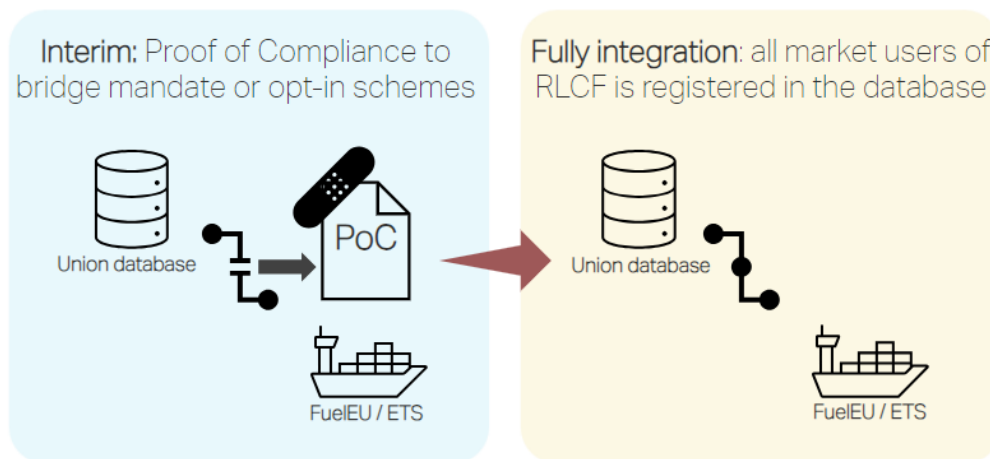 Interim: Proof of Compliance to
bridge mandate or opt-in schemes
Union database
PoC
FuelEU / ETS
Fully integration: all market users of
RLCF is registered in the database
Union database
FuelEU / ETS